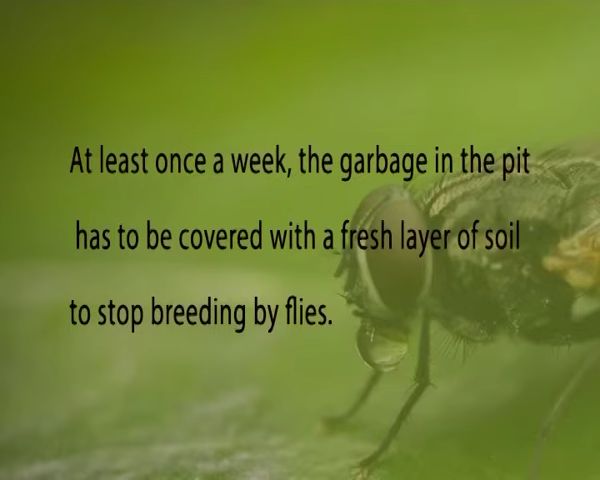 At least once a week, the garbage in the pit
has to be covered with a fresh layer of soil
to stop breeding by flies.